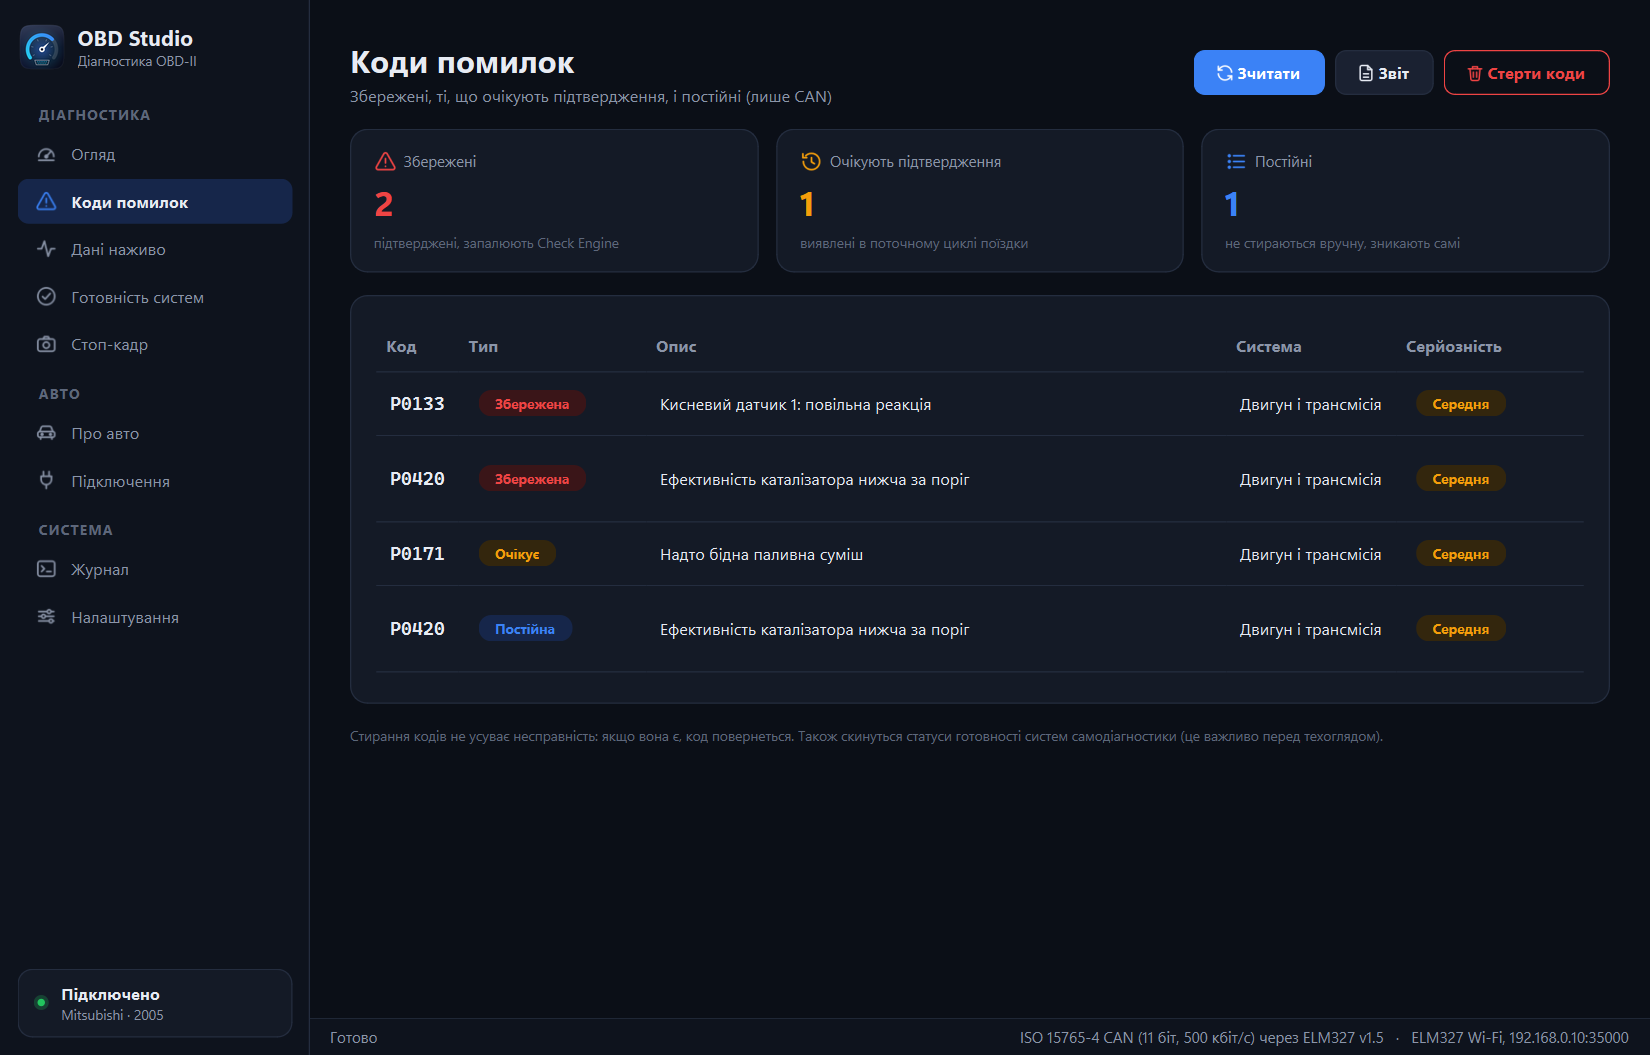 OBD Studio
Діагностика OBD-II
ДІАГНОСТИКА
Огляд
Коди помилок
Дані наживо
Готовність систем
Стоп-кадр
АВТО
Про авто
Підключення
СИСТЕМА
Журнал
Налаштування
Підключено
Mitsubishi · 2005
Коди помилок
Збережені, ті, що очікують підтвердження, і постійні (лише CAN)
Зчитати
Звіт
Стерти коди
Збережені
2
підтверджені, запалюють Check Engine
Очікують підтвердження
1
виявлені в поточному циклі поїздки
Постійні
1
не стираються вручну, зникають самі
Код Тип Опис Система Серйозність
P0133 Збережена Кисневий датчик 1: повільна реакція Двигун і трансмісія Середня
P0420 Збережена Ефективність каталізатора нижча за поріг Двигун і трансмісія Середня
P0171 Очікує Надто бідна паливна суміш Двигун і трансмісія Середня
P0420 Постійна Ефективність каталізатора нижча за поріг Двигун і трансмісія Середня
Стирання кодів не усуває несправність: якщо вона є, код повернеться. Також скинуться статуси готовності систем самодіагностики (це важливо перед техоглядом).
Готово
ISO 15765-4 CAN (11 біт, 500 кбіт/с) через ELM327 v1.5 · ELM327 Wi-Fi, 192.168.0.10:35000